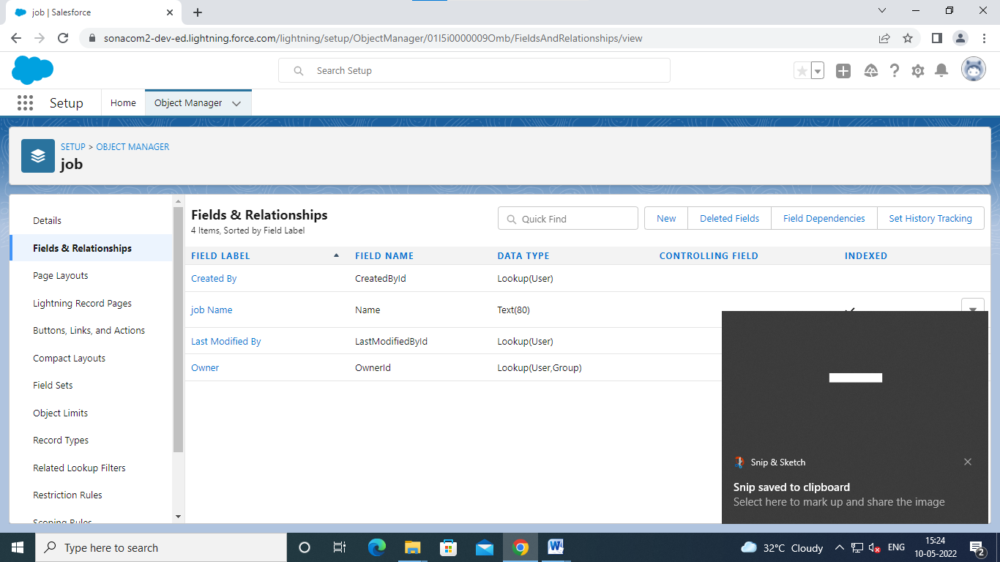 job | Salesforce
sonacom2-dev-ed.lightning.force.com/lightning/setup/ObjectManager/01I5i0000009Omb/FieldsAndRelationships/view
Search Setup
Setup
Home
Object Manager
SETUP > OBJECT MANAGER
job
Details
Fields & Relationships
Page Layouts
Lightning Record Pages
Buttons, Links, and Actions
Compact Layouts
Field Sets
Object Limits
Record Types
Related Lookup Filters
Restriction Rules
Scoping Rules
Fields & Relationships
4 Items, Sorted by Field Label
Quick Find
New
Deleted Fields
Field Dependencies
Set History Tracking
FIELD LABEL FIELD NAME DATA TYPE CONTROLLING FIELD INDEXED
Created By CreatedById Lookup(User)
job Name Name Text(80)
Last Modified By LastModifiedById Lookup(User)
Owner OwnerId Lookup(User,Group)
Snip & Sketch
Snip saved to clipboard
Select here to mark up and share the image
Type here to search
32°C Cloudy
ENG
15:24
10-05-2022
2